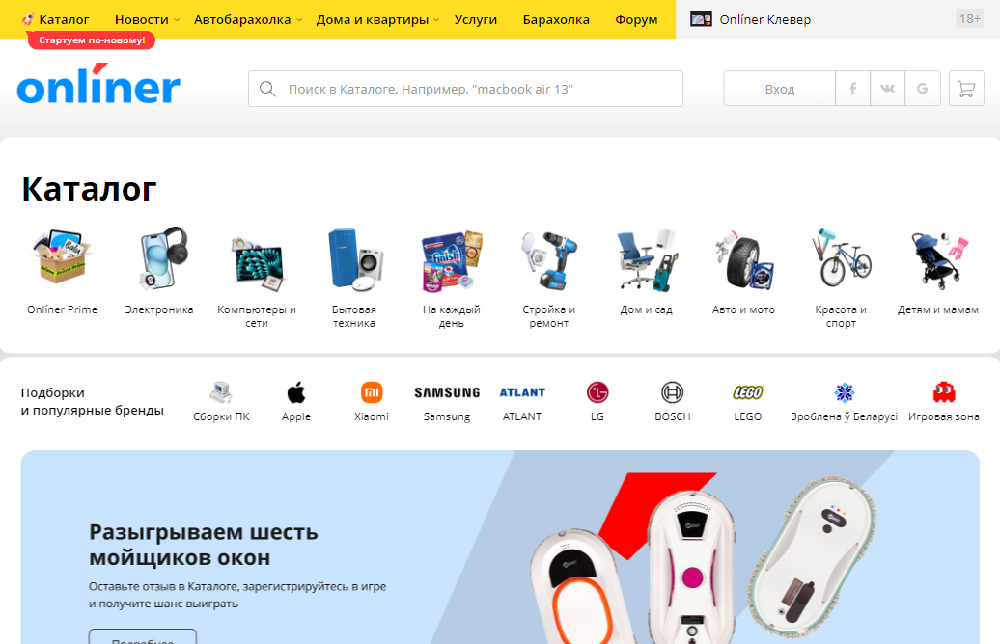 Каталог Новости Автобарахолка Дома и квартиры Услуги Барахолка Форум Onlíner Клевер 18+
Стартуем по-новому!
onlíner
Поиск в Каталоге. Например, "macbook air 13"
Вход
Каталог
Onlíner Prime
Электроника
Компьютеры и
сети
Бытовая
техника
На каждый
день
Стройка и
ремонт
Дом и сад
Авто и мото
Красота и
спорт
Детям и мамам
Подборки
и популярные бренды
Сборки ПК
Apple
Xiaomi
SAMSUNG
Samsung
ATLANT
ATLANT
LG
BOSCH
LEGO
LEGO
Зроблена ў Беларусі
Игровая зона
Разыгрываем шесть
мойщиков окон
Оставьте отзыв в Каталоге, зарегистрируйтесь в игре
и получите шанс выиграть
Подробнее